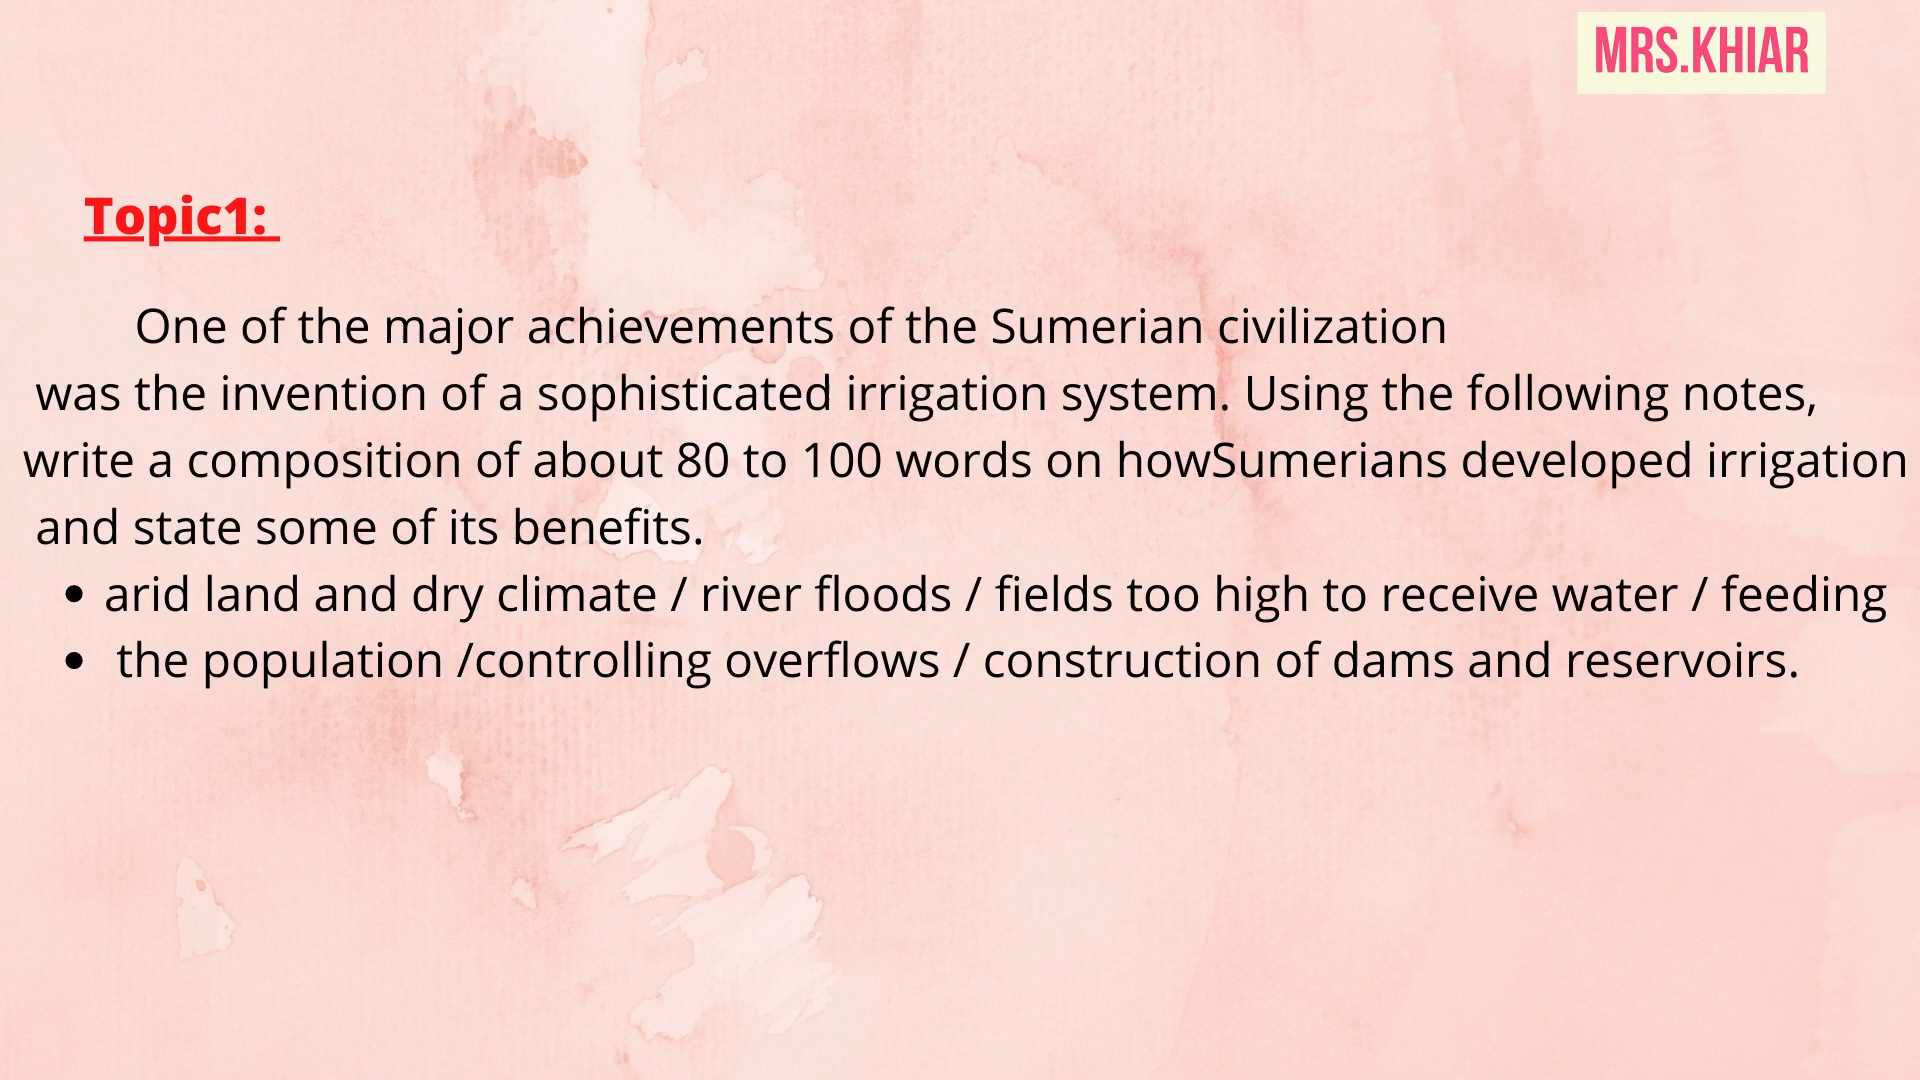 MRS.KHIAR
Topic1:
One of the major achievements of the Sumerian civilization
was the invention of a sophisticated irrigation system. Using the following notes,
write a composition of about 80 to 100 words on howSumerians developed irrigation
and state some of its benefits.
• arid land and dry climate / river floods / fields too high to receive water / feeding
• the population /controlling overflows / construction of dams and reservoirs.